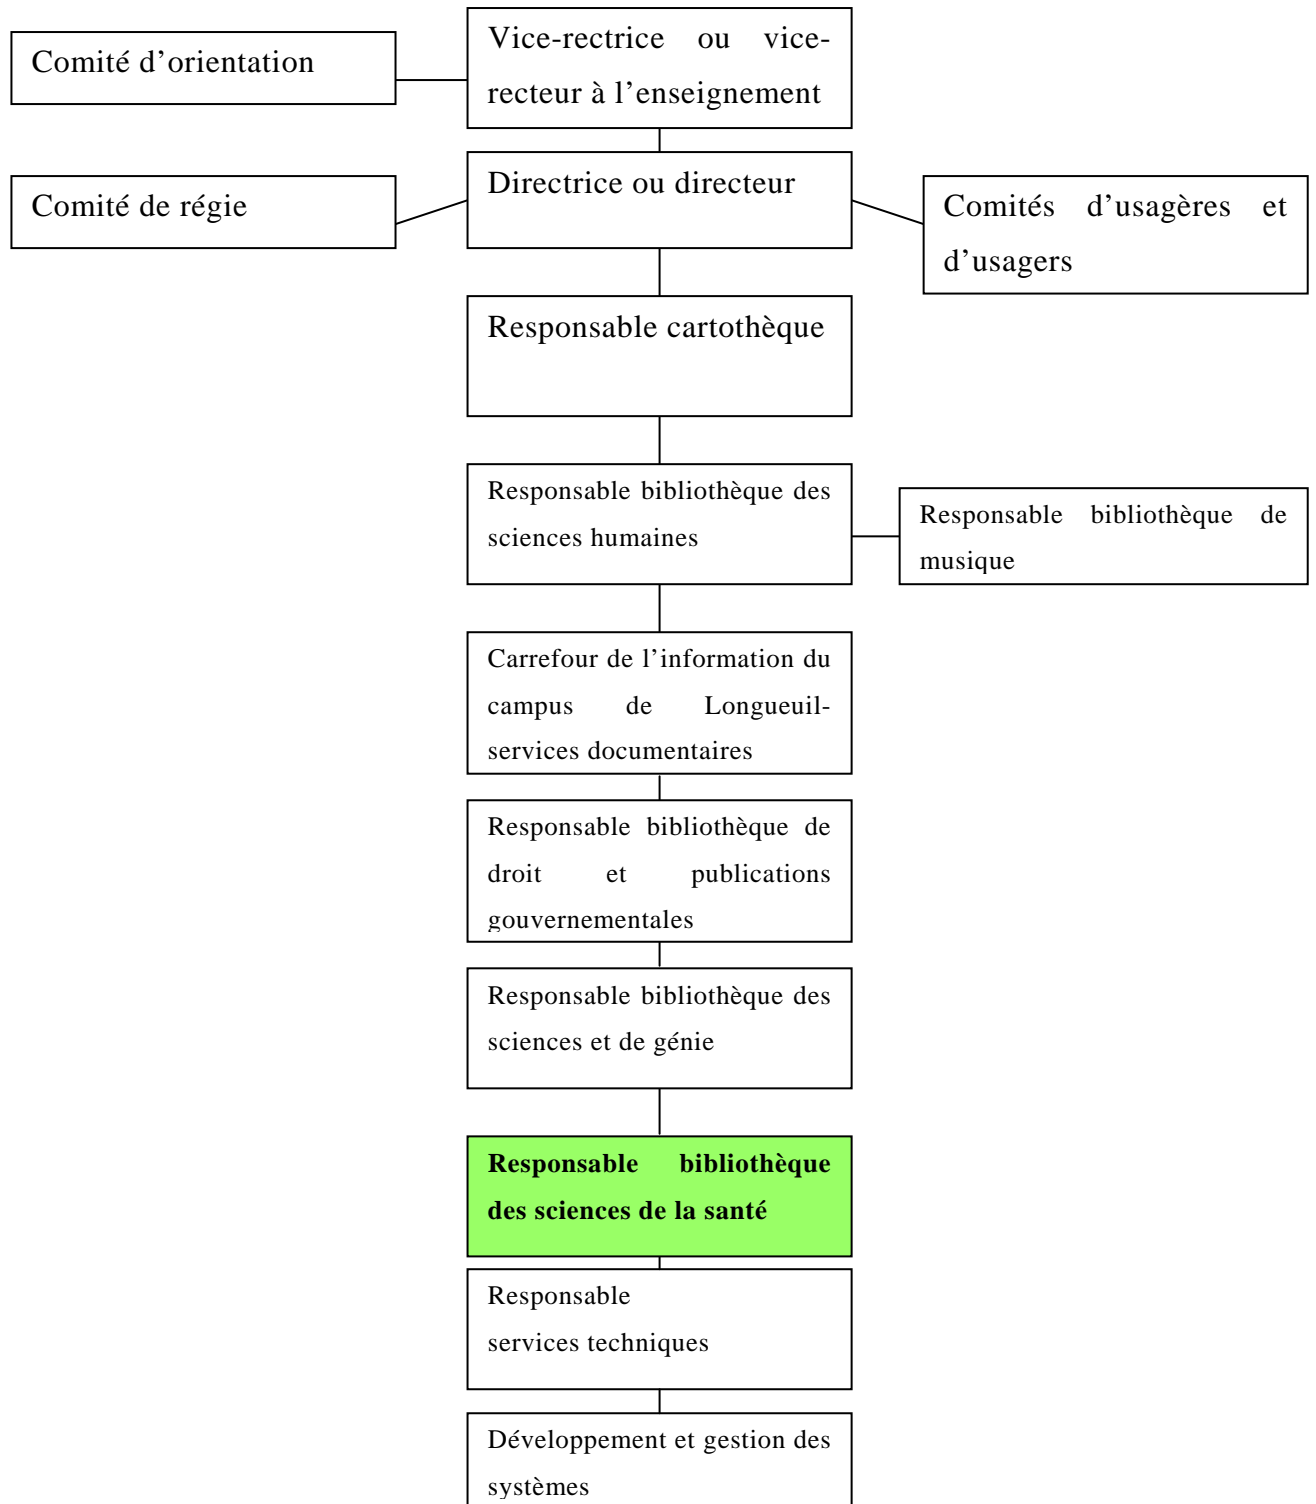 Comité d’orientation
Vice-rectrice ou vice-
recteur à l’enseignement
Comité de régie
Directrice ou directeur
Comités d’usagères et
d’usagers
Responsable cartothèque
Responsable bibliothèque des
sciences humaines
Responsable bibliothèque de
musique
Carrefour de l’information du
campus de Longueuil-
services documentaires
Responsable bibliothèque de
droit et publications
gouvernementales
Responsable bibliothèque des
sciences et de génie
Responsable bibliothèque
des sciences de la santé
Responsable
services techniques
Développement et gestion des
systèmes